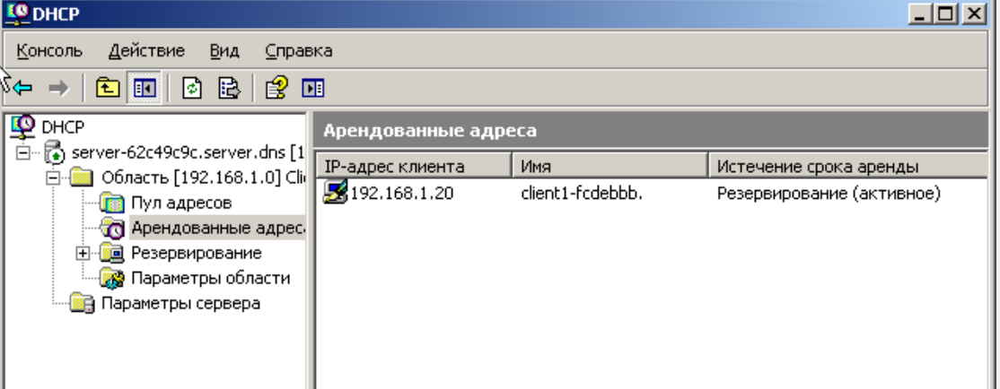 DHCP
Консоль Действие Вид Справка
DHCP
server-62c49c9c.server.dns [1
Область [192.168.1.0] Cli
Пул адресов
Арендованные адрес
Резервирование
Параметры области
Параметры сервера
Арендованные адреса
IP-адрес клиента Имя Истечение срока аренды
192.168.1.20 client1-fcdebbb. Резервирование (активное)